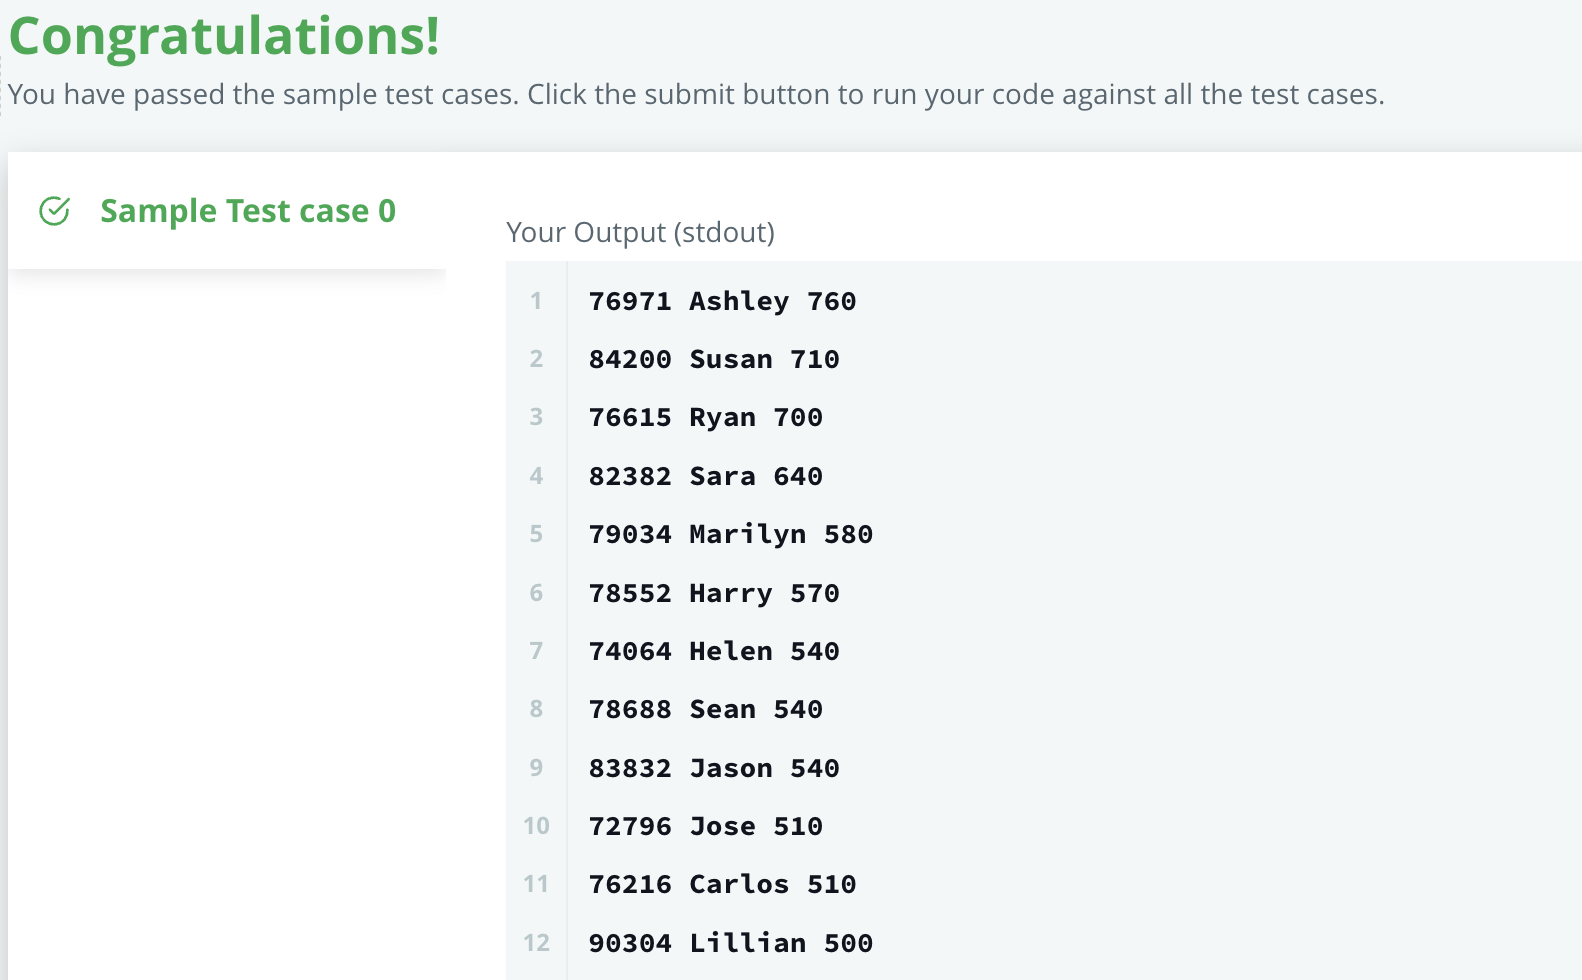 Congratulations!
You have passed the sample test cases. Click the submit button to run your code against all the test cases.
Sample Test case 0
Your Output (stdout)
1 76971 Ashley 760
2 84200 Susan 710
3 76615 Ryan 700
4 82382 Sara 640
5 79034 Marilyn 580
6 78552 Harry 570
7 74064 Helen 540
8 78688 Sean 540
9 83832 Jason 540
10 72796 Jose 510
11 76216 Carlos 510
12 90304 Lillian 500